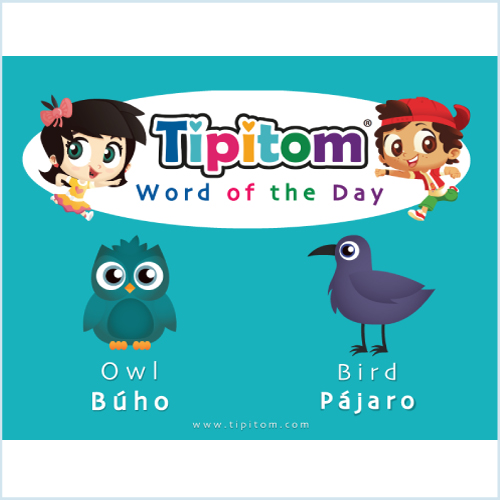 Tipitom®
Word of the Day
Owl
Búho
Bird
Pájaro
www.tipitom.com